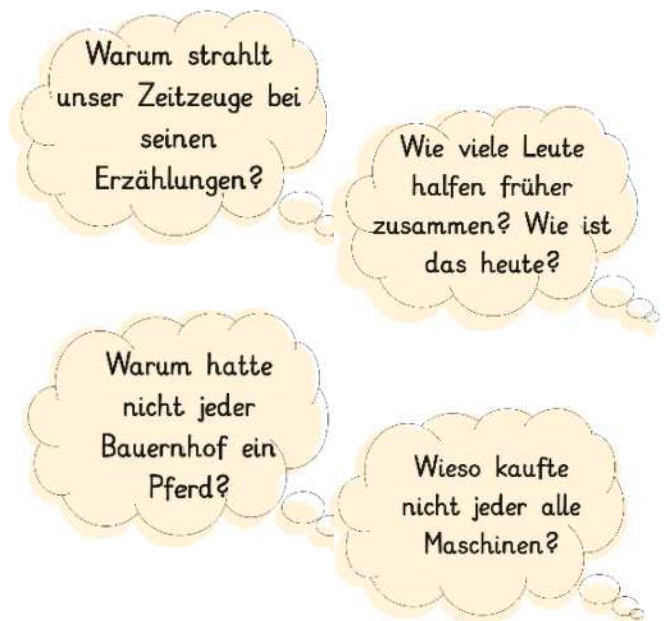 Warum strahlt
unser Zeitzeuge bei
seinen
Erzählungen?
Wie viele Leute
halfen früher
zusammen? Wie ist
das heute?
Warum hatte
nicht jeder
Bauernhof ein
Pferd?
Wieso kaufte
nicht jeder alle
Maschinen?